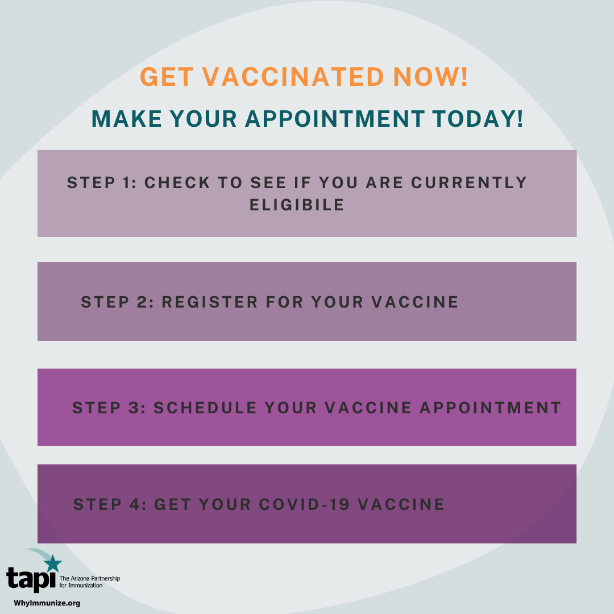 GET VACCINATED NOW!
MAKE YOUR APPOINTMENT TODAY!
STEP 1: CHECK TO SEE IF YOU ARE CURRENTLY
ELIGIBILE
STEP 2: REGISTER FOR YOUR VACCINE
STEP 3: SCHEDULE YOUR VACCINE APPOINTMENT
STEP 4: GET YOUR COVID-19 VACCINE
tapi
The Arizona Partnership
for Immunization
WhyImmunize.org